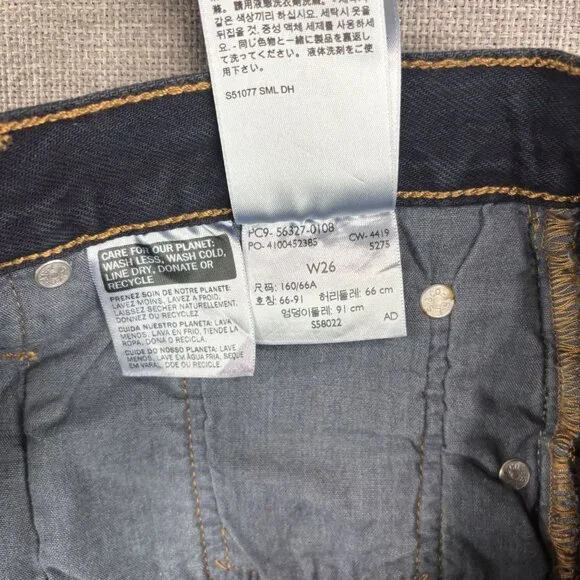 같은 색상끼리 하십시오. 세탁시 옷을
뒤집을 것. 중성 액체 세제를 사용할 것.
・同じ色物と一緒に製品を裏返し
て洗ってください。液体洗剤をご使
用下さい。
S51077 SML DH
PC9- 56327-0108
PO- 4100452385
CW- 4419
5275
W26
尺码: 160/66A
호칭: 66-91 허리둘레: 66 cm
엉덩이둘레: 91 cm
S58022
AD
CARE FOR OUR PLANET:
WASH LESS, WASH COLD,
LINE DRY, DONATE OR
RECYCLE
PRENEZ SOIN DE NOTRE PLANÈTE:
LAVEZ-MOINS, LAVEZ A FROID,
LAISSEZ SÉCHER NATURELLEMENT,
DONNEZ OU RECYCLEZ
CUIDA NUESTRO PLANETA: LAVA
MENOS, LAVA EN FRIO, TIENDE LA
ROPA, DONA O RECICLA.
CUIDE DO NOSSO PLANETA: LAVE
MENOS, LAVE EM ÁGUA FRIA, SEQUE
EM VARAL, DOE OU RECICLE.